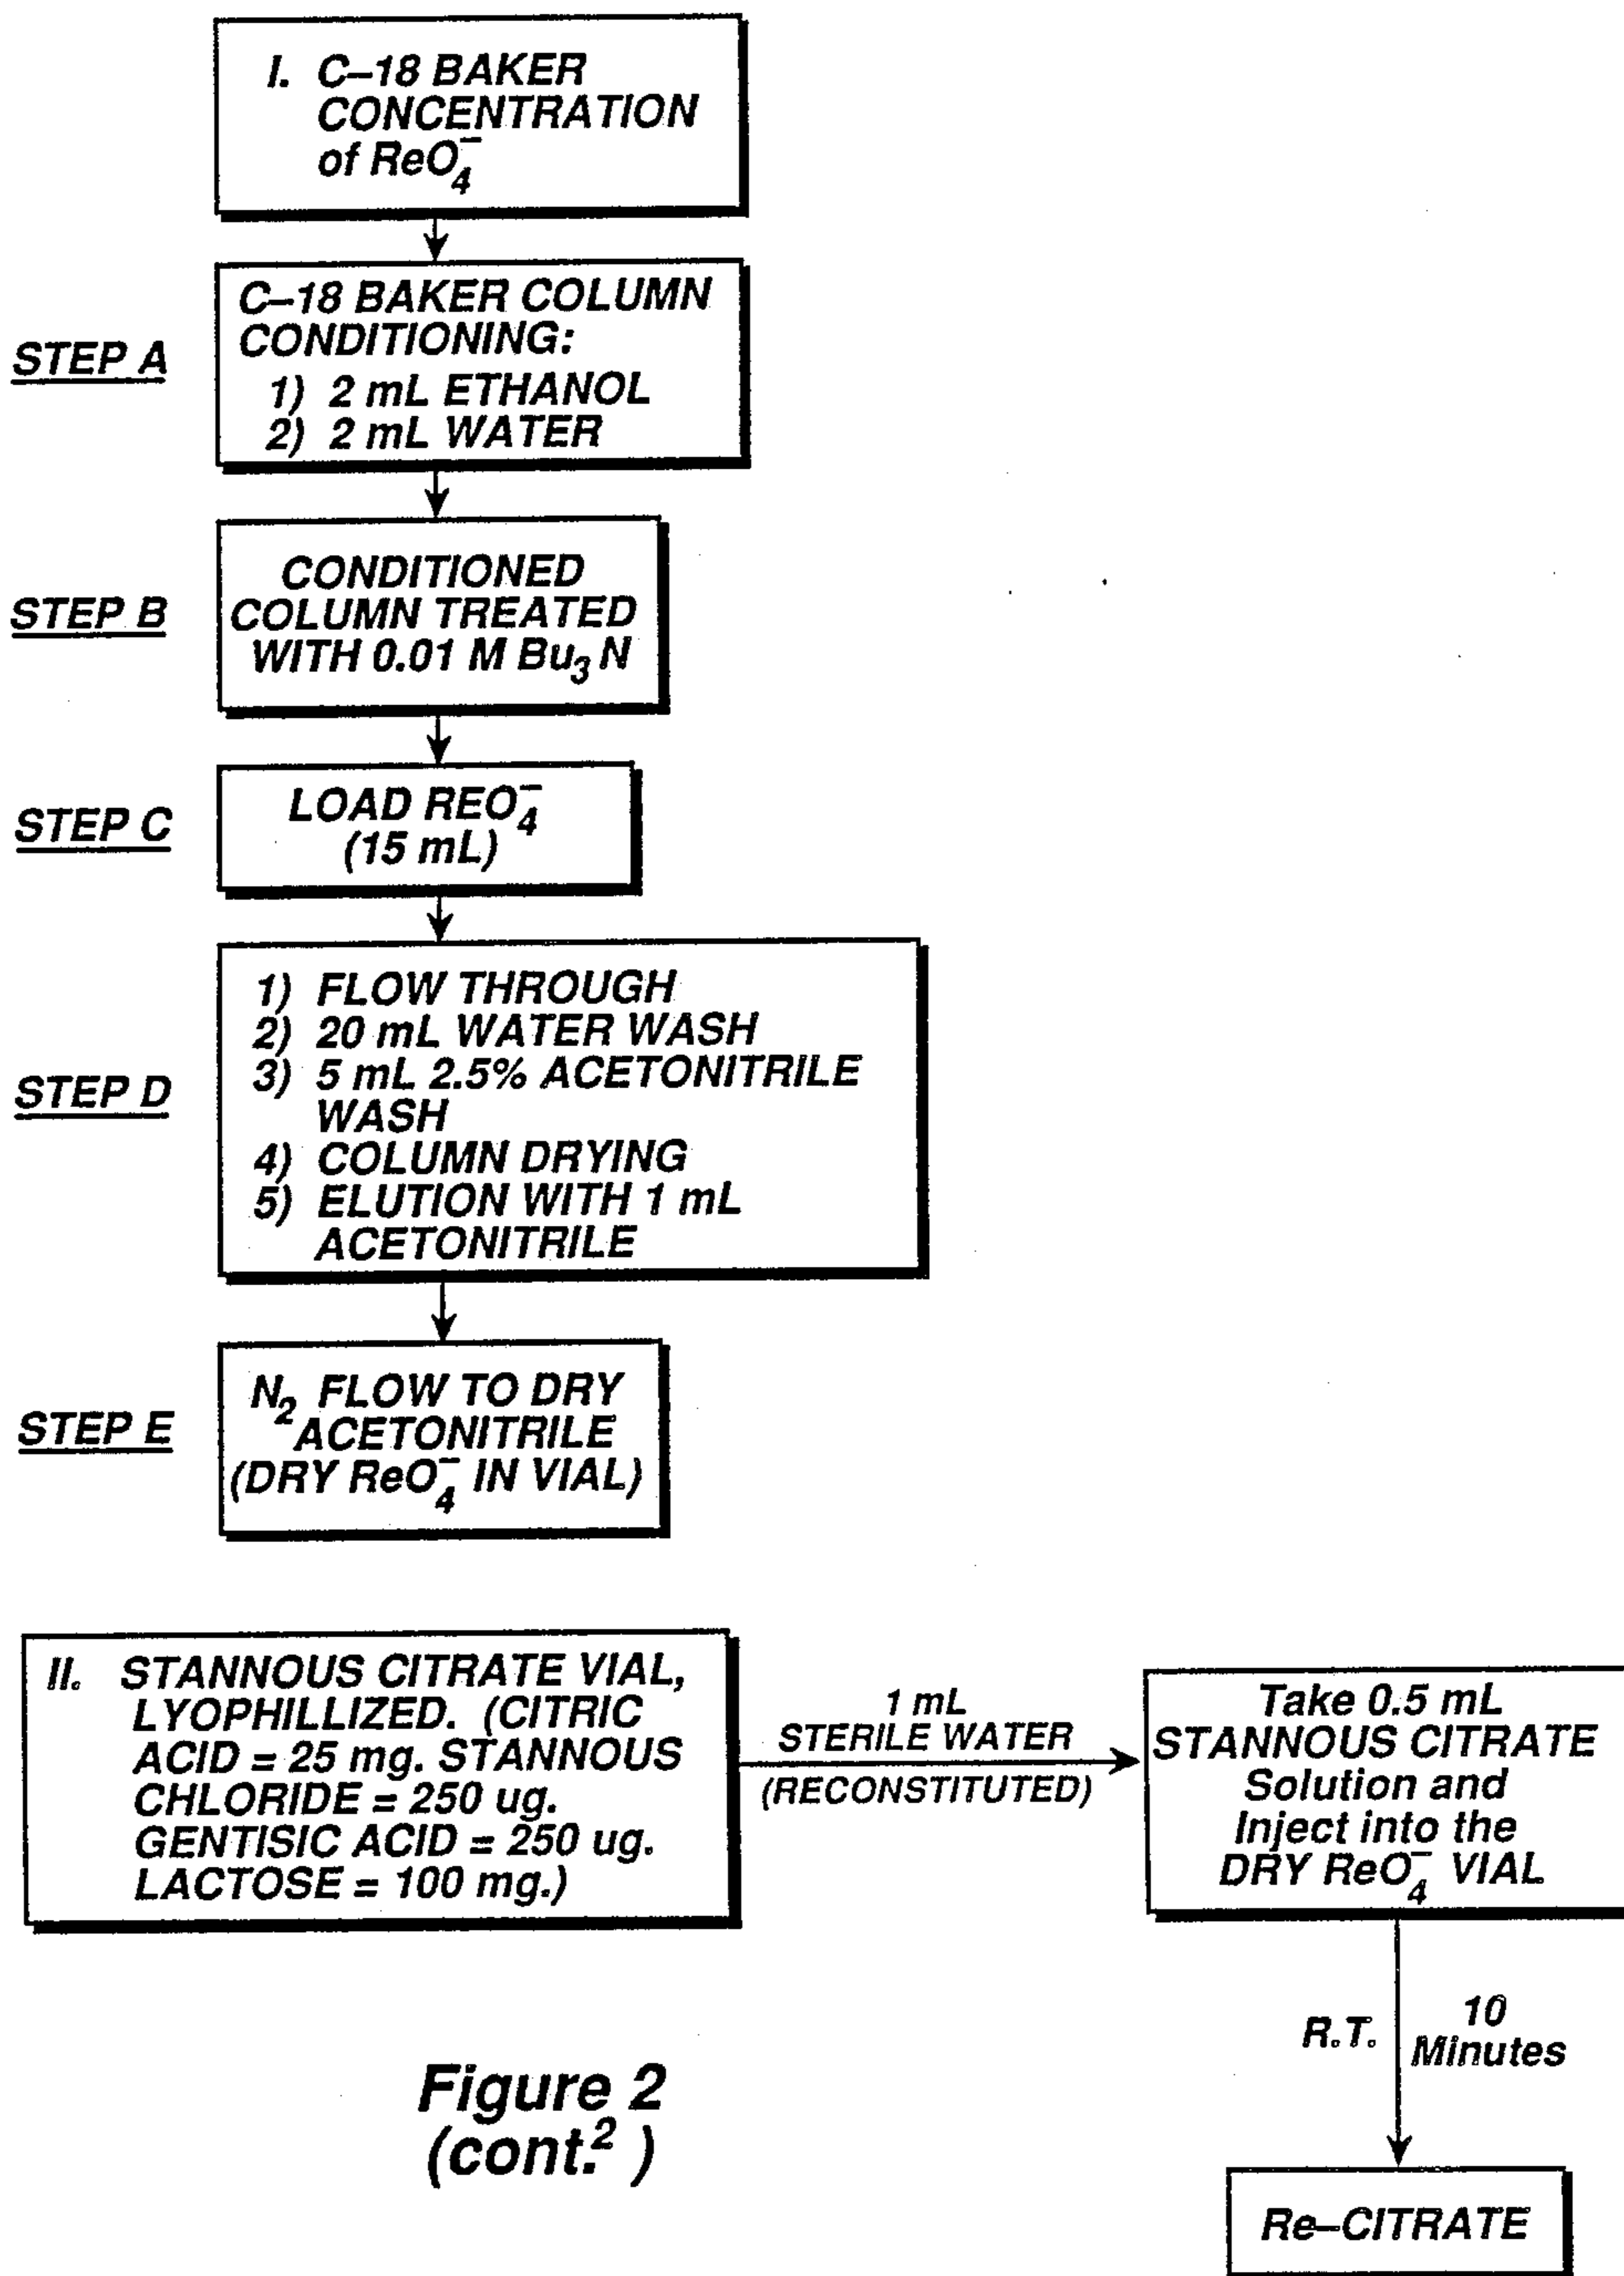 I. C–18 BAKER
CONCENTRATION
of ReO₄⁻
STEP A
C–18 BAKER COLUMN
CONDITIONING:
1) 2 mL ETHANOL
2) 2 mL WATER
STEP B
CONDITIONED
COLUMN TREATED
WITH 0.01 M Bu₃ N
STEP C
LOAD REO₄⁻
(15 mL)
STEP D
1) FLOW THROUGH
2) 20 mL WATER WASH
3) 5 mL 2.5% ACETONITRILE
WASH
4) COLUMN DRYING
5) ELUTION WITH 1 mL
ACETONITRILE
STEP E
N₂ FLOW TO DRY
ACETONITRILE
(DRY ReO₄⁻ IN VIAL)
II. STANNOUS CITRATE VIAL,
LYOPHILLIZED. (CITRIC
ACID = 25 mg. STANNOUS
CHLORIDE = 250 ug.
GENTISIC ACID = 250 ug.
LACTOSE = 100 mg.)
1 mL
STERILE WATER
(RECONSTITUTED)
Take 0.5 mL
STANNOUS CITRATE
Solution and
Inject into the
DRY ReO₄⁻ VIAL
R.T.
10
Minutes
Re–CITRATE
Figure 2
(cont.² )